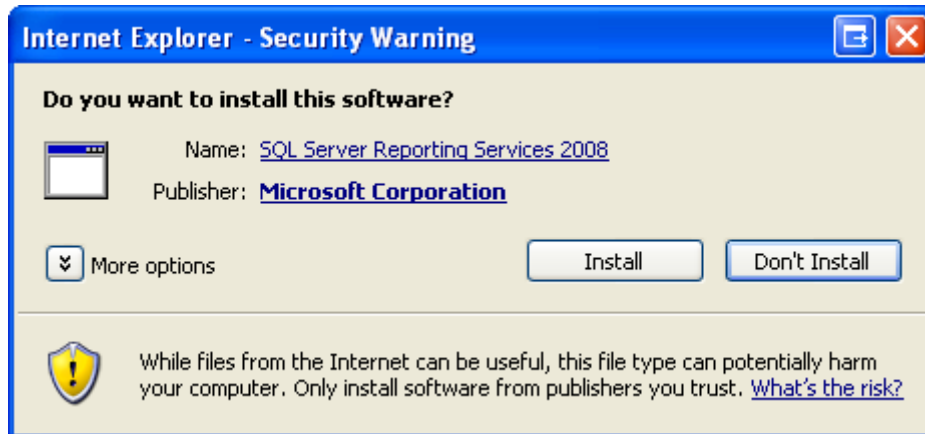 Internet Explorer - Security Warning
Do you want to install this software?
Name: SQL Server Reporting Services 2008
Publisher: Microsoft Corporation
More options Install Don't Install
While files from the Internet can be useful, this file type can potentially harm
your computer. Only install software from publishers you trust. What's the risk?